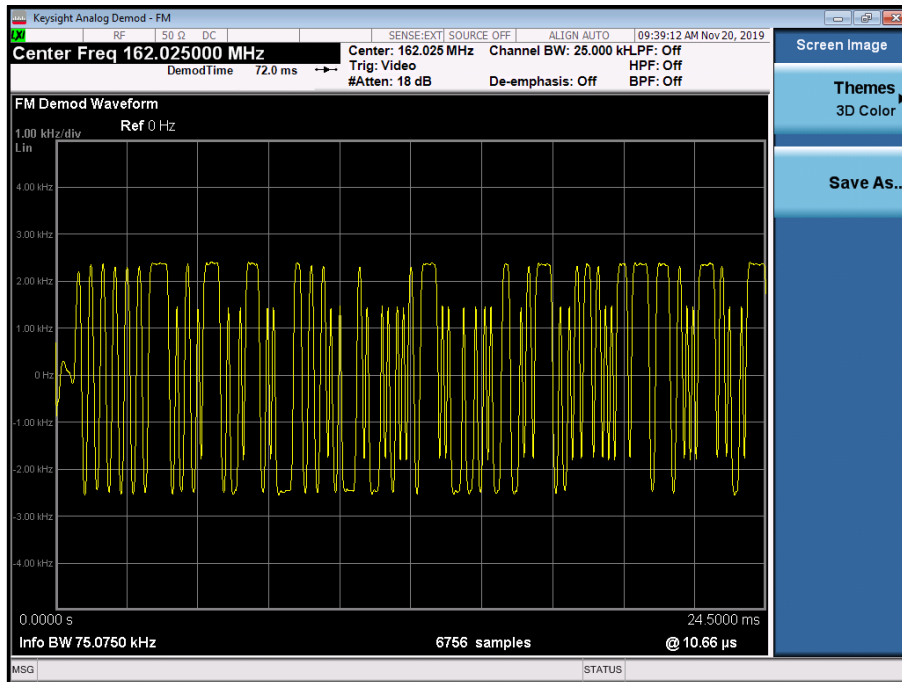 Keysight Analog Demod - FM
LXI RF 50 Ω DC SENSE:EXT SOURCE OFF ALIGN AUTO 09:39:12 AM Nov 20, 2019
Center Freq 162.025000 MHz
DemodTime 72.0 ms
Center: 162.025 MHz Channel BW: 25.000 kHLPF: Off
Trig: Video HPF: Off
#Atten: 18 dB De-emphasis: Off BPF: Off
Screen Image
Themes
3D Color
Save As..
FM Demod Waveform
Ref 0 Hz
1.00 kHz/div
Lin
4.00 kHz
3.00 kHz
2.00 kHz
1.00 kHz
0 Hz
-1.00 kHz
-2.00 kHz
-3.00 kHz
-4.00 kHz
0.0000 s 24.5000 ms
Info BW 75.0750 kHz 6756 samples @ 10.66 µs
MSG STATUS